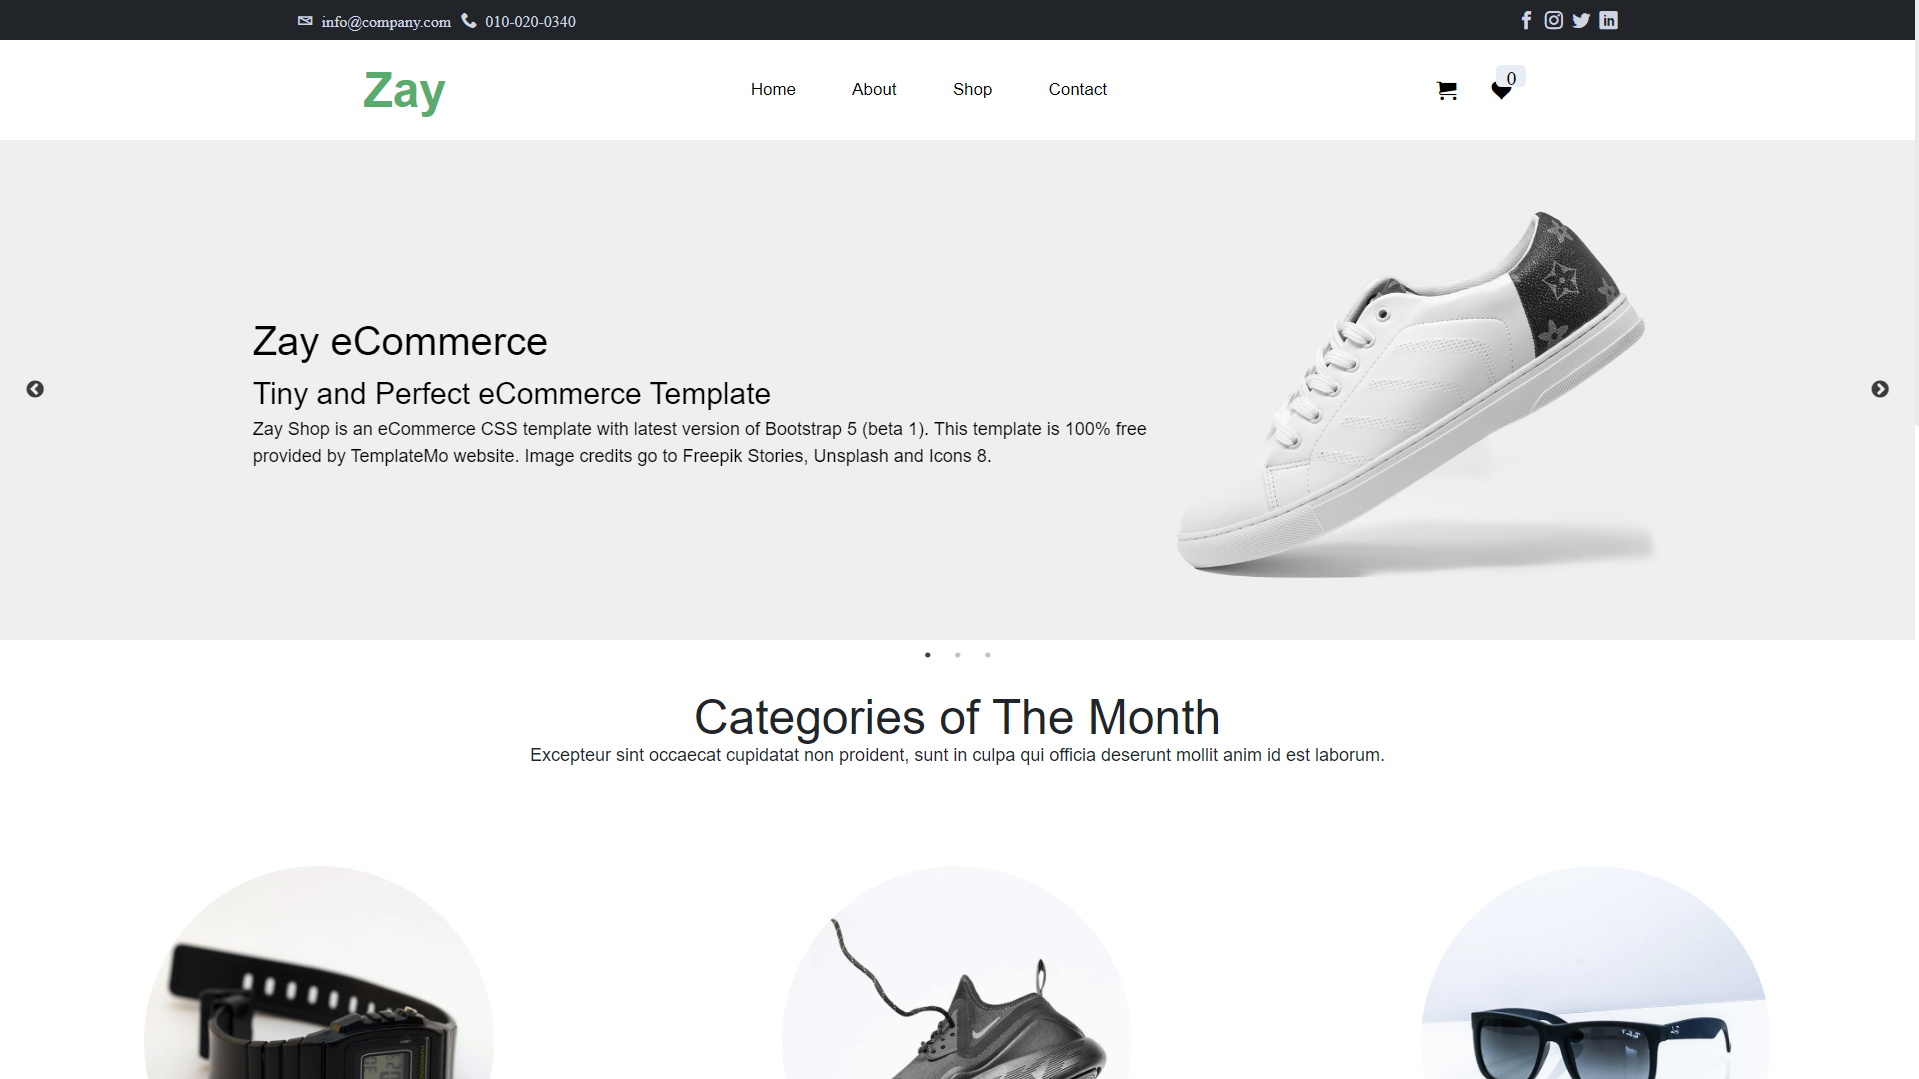 info@company.com 010-020-0340
Zay
Home About Shop Contact
0
Zay eCommerce
Tiny and Perfect eCommerce Template
Zay Shop is an eCommerce CSS template with latest version of Bootstrap 5 (beta 1). This template is 100% free
provided by TemplateMo website. Image credits go to Freepik Stories, Unsplash and Icons 8.
Categories of The Month
Excepteur sint occaecat cupidatat non proident, sunt in culpa qui officia deserunt mollit anim id est laborum.